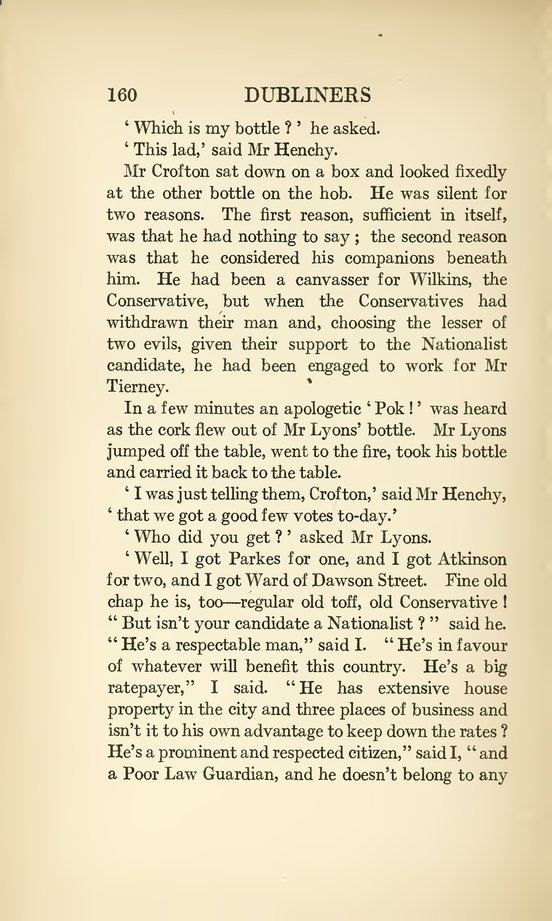 160 DUBLINERS
‘ Which is my bottle ? ’ he asked.
‘ This lad,’ said Mr Henchy.
Mr Crofton sat down on a box and looked fixedly
at the other bottle on the hob. He was silent for
two reasons. The first reason, sufficient in itself,
was that he had nothing to say ; the second reason
was that he considered his companions beneath
him. He had been a canvasser for Wilkins, the
Conservative, but when the Conservatives had
withdrawn their man and, choosing the lesser of
two evils, given their support to the Nationalist
candidate, he had been engaged to work for Mr
Tierney.
In a few minutes an apologetic ‘ Pok ! ’ was heard
as the cork flew out of Mr Lyons’ bottle. Mr Lyons
jumped off the table, went to the fire, took his bottle
and carried it back to the table.
‘ I was just telling them, Crofton,’ said Mr Henchy,
‘ that we got a good few votes to-day.’
‘ Who did you get ? ’ asked Mr Lyons.
‘ Well, I got Parkes for one, and I got Atkinson
for two, and I got Ward of Dawson Street. Fine old
chap he is, too—regular old toff, old Conservative !
“ But isn’t your candidate a Nationalist ? ” said he.
“ He’s a respectable man,” said I. “ He’s in favour
of whatever will benefit this country. He’s a big
ratepayer,” I said. “ He has extensive house
property in the city and three places of business and
isn’t it to his own advantage to keep down the rates ?
He’s a prominent and respected citizen,” said I, “ and
a Poor Law Guardian, and he doesn’t belong to any